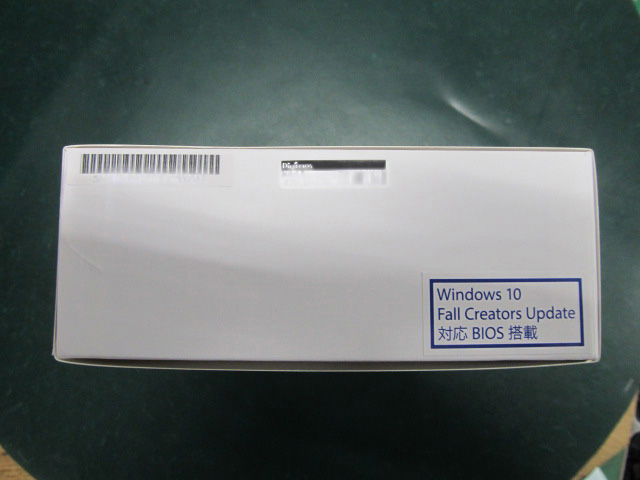 Windows 10
Fall Creators Update
対応 BIOS 搭載